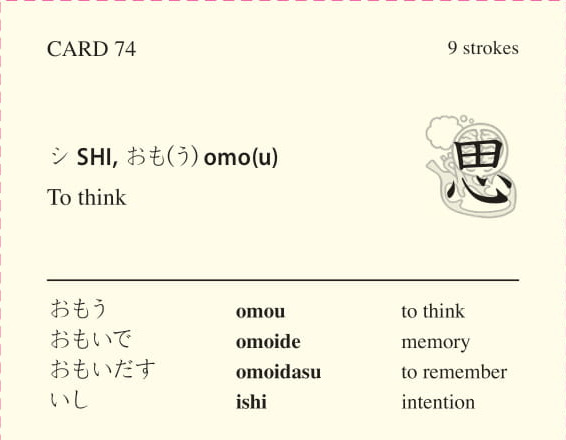 CARD 74
9 strokes
シ SHI, おも(う) omo(u)
To think
思
おもう omou to think
おもいで omoide memory
おもいだす omoidasu to remember
いし ishi intention